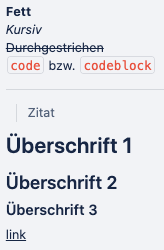 Fett
Kursiv
Durchgestrichen
code bzw. codeblock
Zitat
Überschrift 1
Überschrift 2
Überschrift 3
link